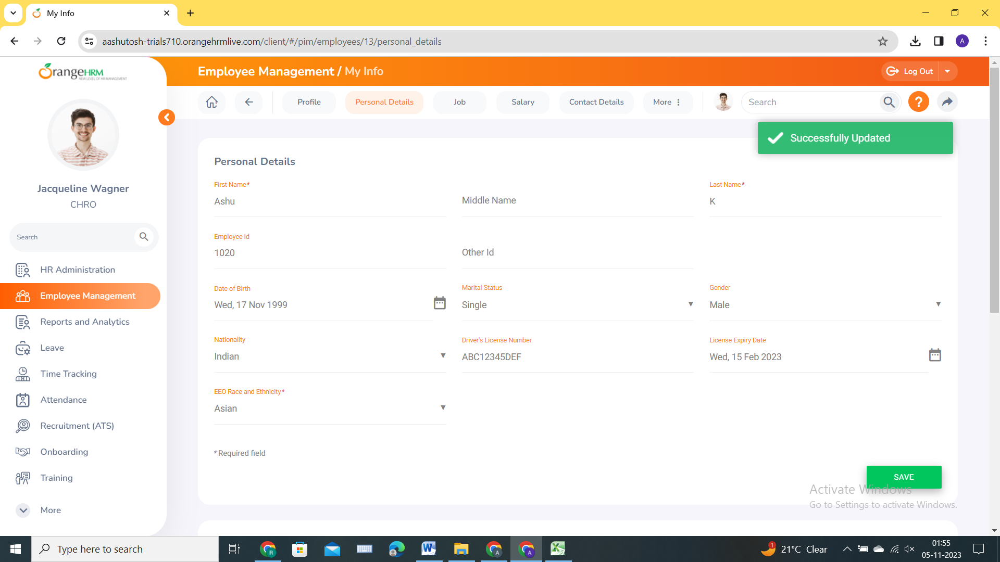 My Info
aashutosh-trials710.orangehrmlive.com/client/#/pim/employees/13/personal_details
A
OrangeHRM
NEW LEVEL OF HR MANAGEMENT
Employee Management / My Info
Log Out
Profile
Personal Details
Job
Salary
Contact Details
More
Search
?
Successfully Updated
Jacqueline Wagner
CHRO
Search
HR Administration
Employee Management
Reports and Analytics
Leave
Time Tracking
Attendance
Recruitment (ATS)
Onboarding
Training
More
Personal Details
First Name*
Ashu
Middle Name
Last Name*
K
Employee Id
1020
Other Id
Date of Birth
Wed, 17 Nov 1999
Marital Status
Single
Gender
Male
Nationality
Indian
Driver's License Number
ABC12345DEF
License Expiry Date
Wed, 15 Feb 2023
EEO Race and Ethnicity*
Asian
* Required field
SAVE
Activate Windows
Go to Settings to activate Windows.
Type here to search
R
W
A
A
X
1
21°C Clear
01:55
05-11-2023